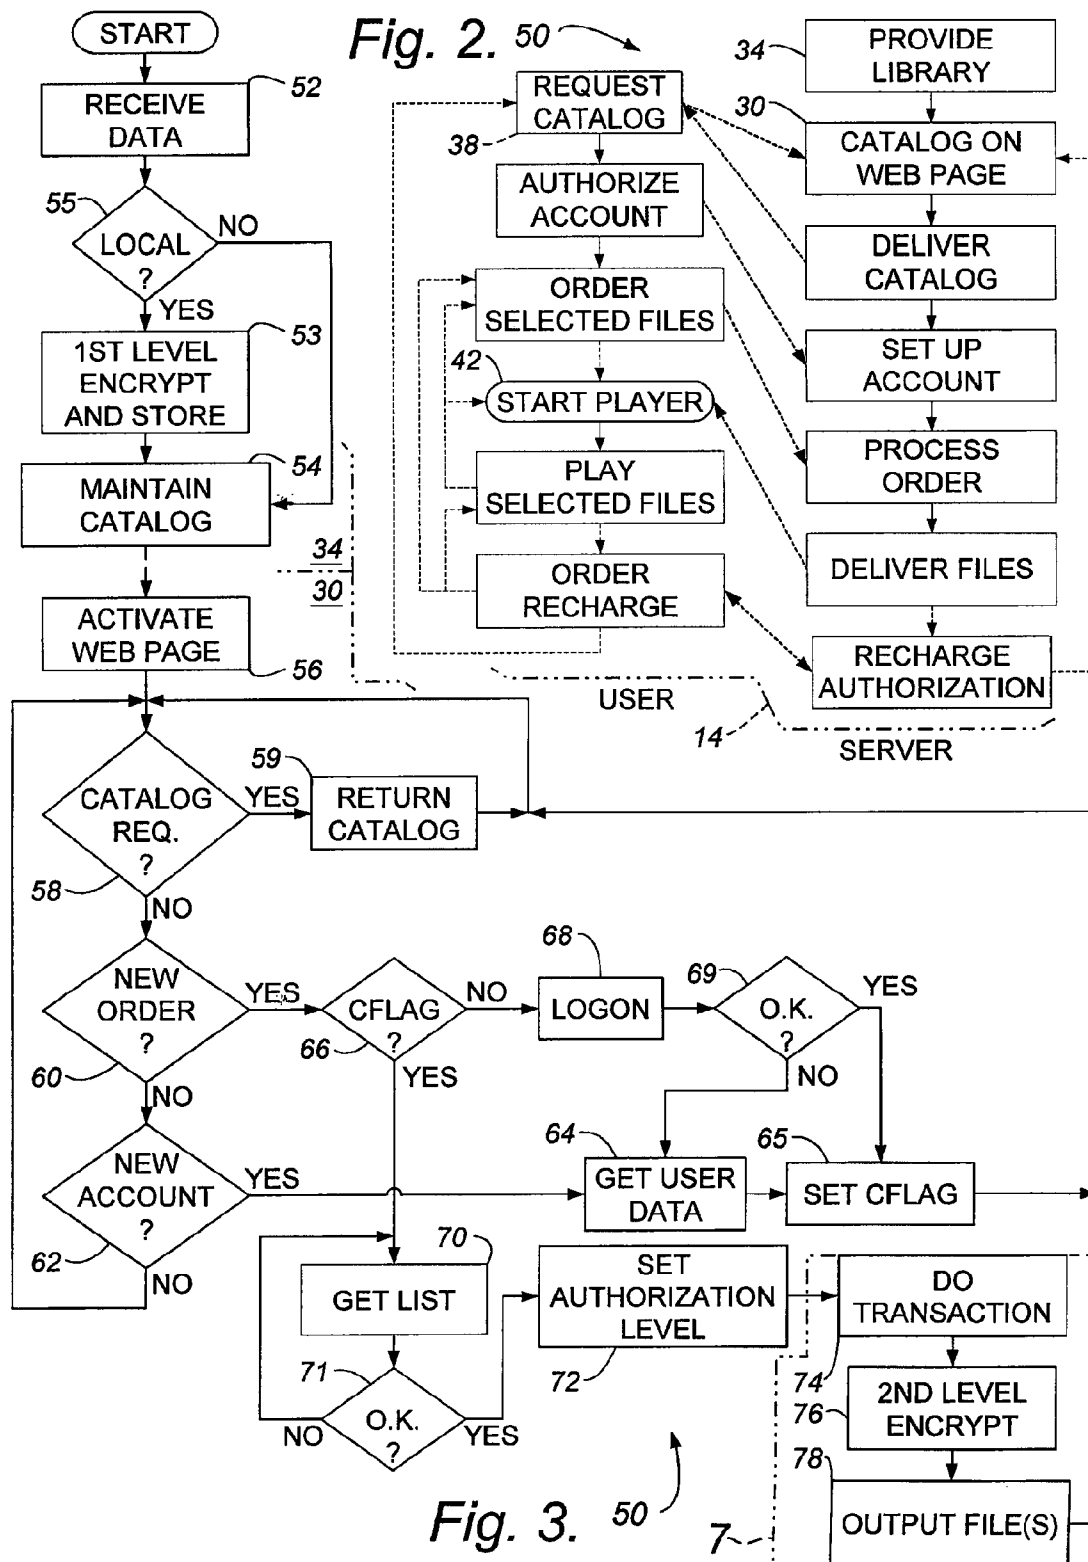 START
52
RECEIVE
DATA
55
LOCAL
?
NO
YES
53
1ST LEVEL
ENCRYPT
AND STORE
54
MAINTAIN
CATALOG
34
30
ACTIVATE
WEB PAGE
56
Fig. 2.
50
REQUEST
CATALOG
38
AUTHORIZE
ACCOUNT
ORDER
SELECTED FILES
42
START PLAYER
PLAY
SELECTED FILES
ORDER
RECHARGE
USER
14
SERVER
34
PROVIDE
LIBRARY
30
CATALOG ON
WEB PAGE
DELIVER
CATALOG
SET UP
ACCOUNT
PROCESS
ORDER
DELIVER FILES
RECHARGE
AUTHORIZATION
CATALOG
REQ.
?
58
YES
NO
59
RETURN
CATALOG
NEW
ORDER
?
60
YES
NO
CFLAG
?
66
NO
YES
68
LOGON
69
O.K.
?
YES
NO
NEW
ACCOUNT
?
62
YES
NO
64
GET USER
DATA
65
SET CFLAG
70
GET LIST
71
O.K.
?
NO
YES
SET
AUTHORIZATION
LEVEL
72
DO
TRANSACTION
74
2ND LEVEL
ENCRYPT
76
78
OUTPUT FILE(S)
7
Fig. 3.
50